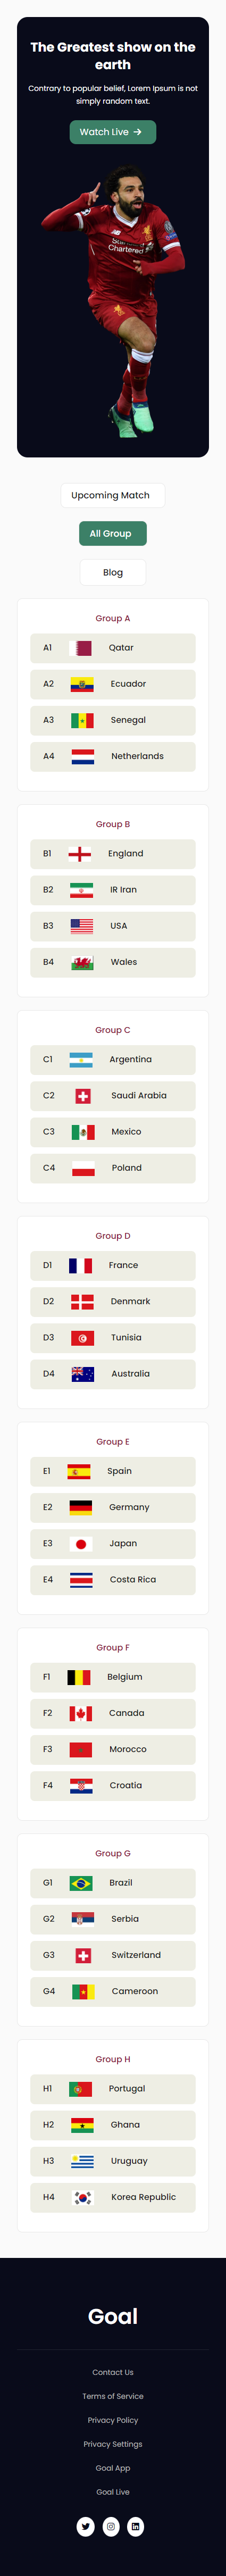 The Greatest show on the
earth
Contrary to popular belief, Lorem Ipsum is not
simply random text.
Watch Live
Chartered
Upcoming Match
All Group
Blog
Group A
A1 Qatar
A2 Ecuador
A3 Senegal
A4 Netherlands
Group B
B1 England
B2 IR Iran
B3 USA
B4 Wales
Group C
C1 Argentina
C2 Saudi Arabia
C3 Mexico
C4 Poland
Group D
D1 France
D2 Denmark
D3 Tunisia
D4 Australia
Group E
E1 Spain
E2 Germany
E3 Japan
E4 Costa Rica
Group F
F1 Belgium
F2 Canada
F3 Morocco
F4 Croatia
Group G
G1 Brazil
G2 Serbia
G3 Switzerland
G4 Cameroon
Group H
H1 Portugal
H2 Ghana
H3 Uruguay
H4 Korea Republic
Goal
Contact Us
Terms of Service
Privacy Policy
Privacy Settings
Goal App
Goal Live